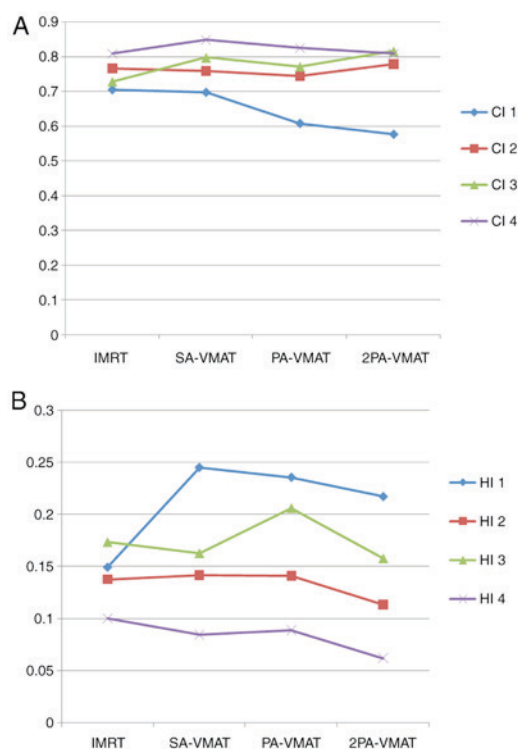 A
0.9
0.8
0.7
0.6
0.5
0.4
0.3
0.2
0.1
0
IMRT SA-VMAT PA-VMAT 2PA-VMAT
CI 1
CI 2
CI 3
CI 4
B
0.3
0.25
0.2
0.15
0.1
0.05
0
IMRT SA-VMAT PA-VMAT 2PA-VMAT
HI 1
HI 2
HI 3
HI 4